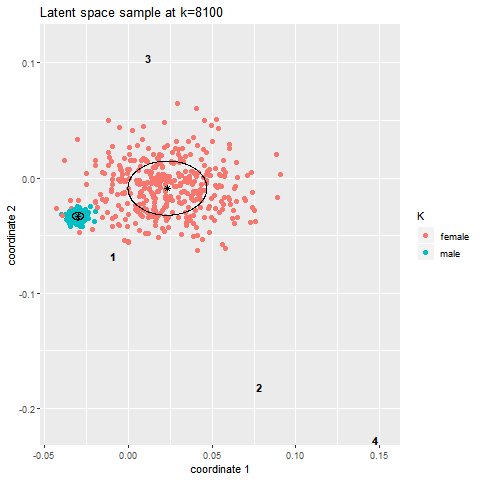 Latent space sample at k=8100
3
0.1
0.0
-0.1
-0.2
1
2
4
coordinate 2
-0.05
0.00
0.05
0.10
0.15
coordinate 1
K
female
male